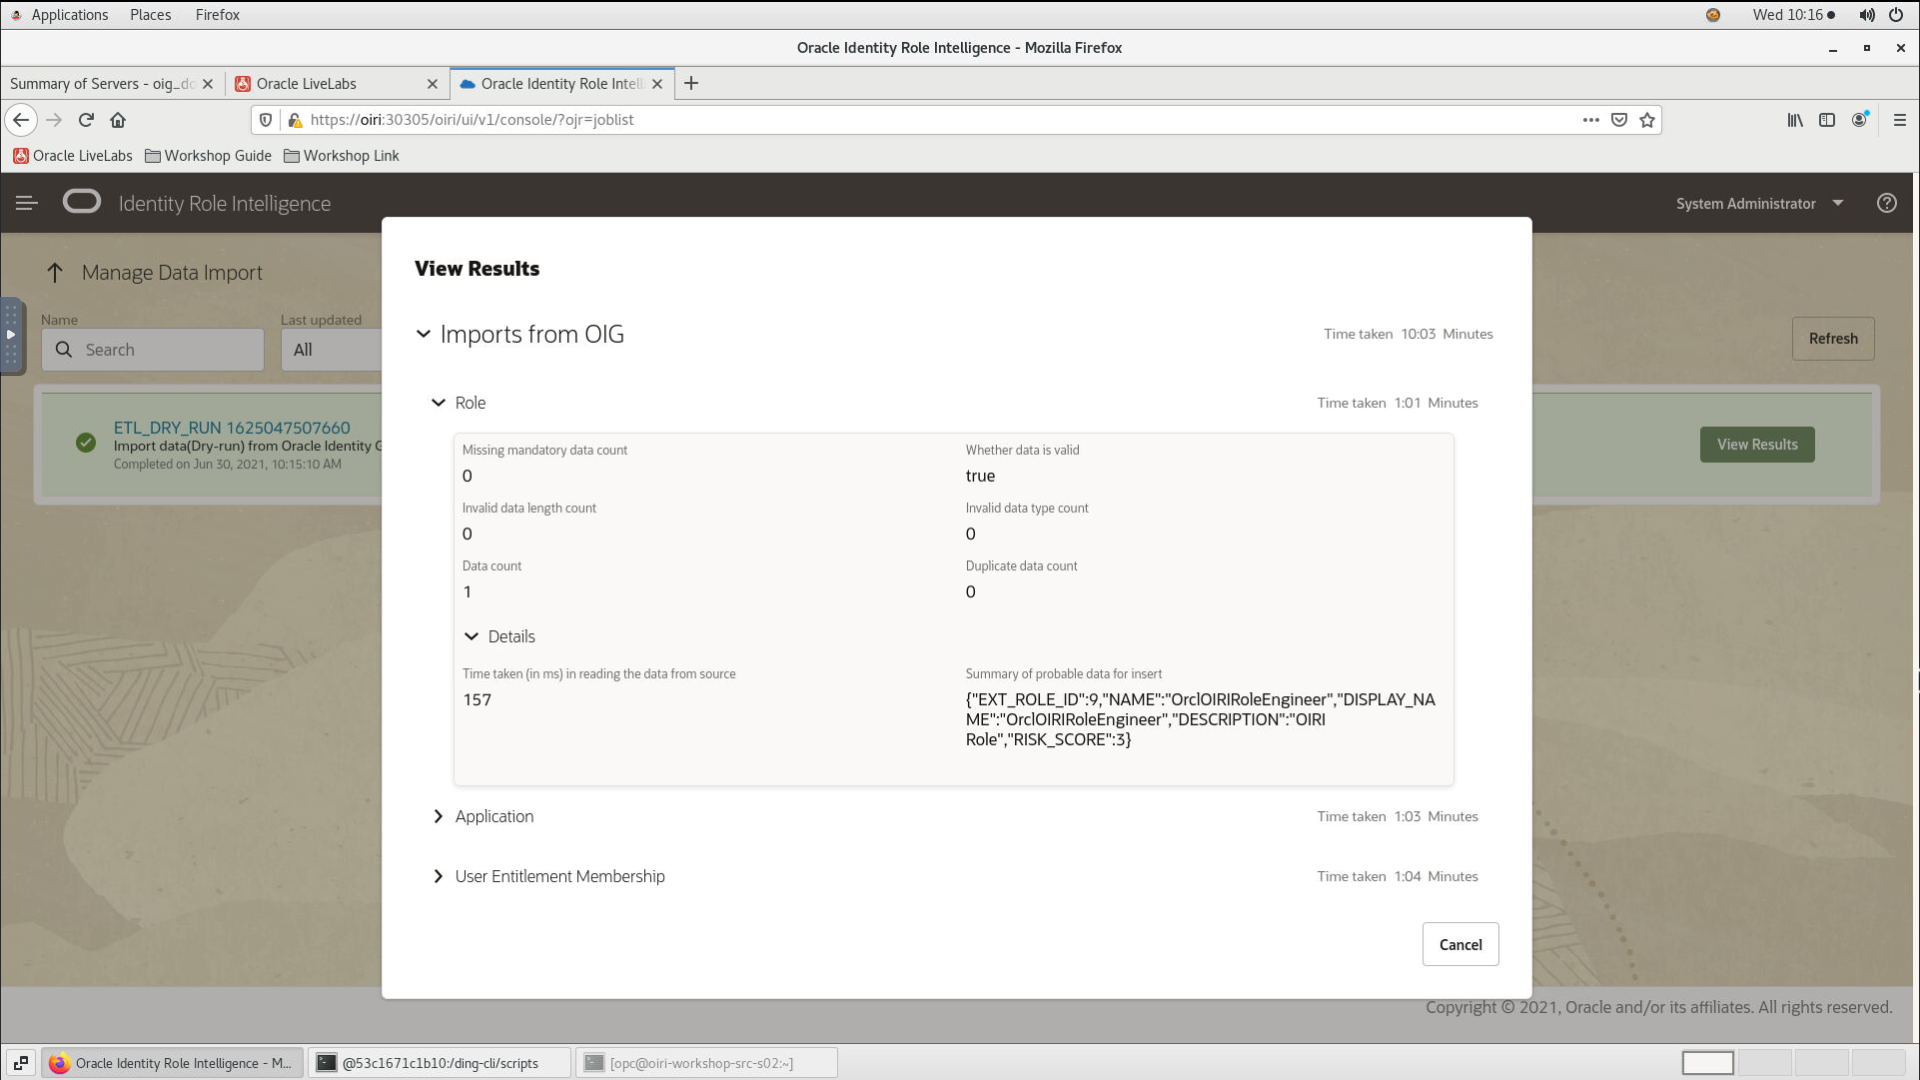 Applications Places Firefox Wed 10:16
Oracle Identity Role Intelligence - Mozilla Firefox
Summary of Servers - oig_do Oracle LiveLabs Oracle Identity Role Intell
https://oiri:30305/oiri/ui/v1/console/?ojr=joblist
Oracle LiveLabs Workshop Guide Workshop Link
Identity Role Intelligence System Administrator
Manage Data Import
Name Last updated
Search All Refresh
ETL_DRY_RUN 1625047507660
Import data(Dry-run) from Oracle Identity G
Completed on Jun 30, 2021, 10:15:10 AM
View Results
View Results
Imports from OIG Time taken 10:03 Minutes
Role Time taken 1:01 Minutes
Missing mandatory data count Whether data is valid
0 true
Invalid data length count Invalid data type count
0 0
Data count Duplicate data count
1 0
Details
Time taken (in ms) in reading the data from source Summary of probable data for insert
157 {"EXT_ROLE_ID":9,"NAME":"OrclOIRIRoleEngineer","DISPLAY_NA
ME":"OrclOIRIRoleEngineer","DESCRIPTION":"OIRI
Role","RISK_SCORE":3}
Application Time taken 1:03 Minutes
User Entitlement Membership Time taken 1:04 Minutes
Cancel
Copyright © 2021, Oracle and/or its affiliates. All rights reserved.
Oracle Identity Role Intelligence - M... @53c1671c1b10:/ding-cli/scripts [opc@oiri-workshop-src-s02:~]